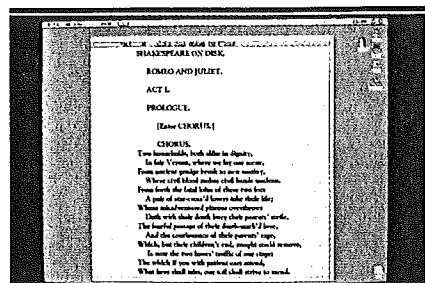 SHAKESPEARE ON DISK.
ROMEO AND JULIET.
ACT I.
PROLOGUE.
[Enter CHORUS.]
CHORUS.
Two households, both alike in dignity,
In fair Verona, where we lay our scene,
From ancient grudge break to new mutiny,
Where civil blood makes civil hands unclean.
From forth the fatal loins of these two foes
A pair of star-cross'd lovers take their life;
Whose misadventured piteous overthrows
Doth with their death bury their parents' strife.
The fearful passage of their death-mark'd love,
And the continuance of their parents' rage,
Which, but their children's end, nought could remove,
Is now the two hours' traffic of our stage;
The which if you with patient ears attend,
What here shall miss, our toil shall strive to mend.